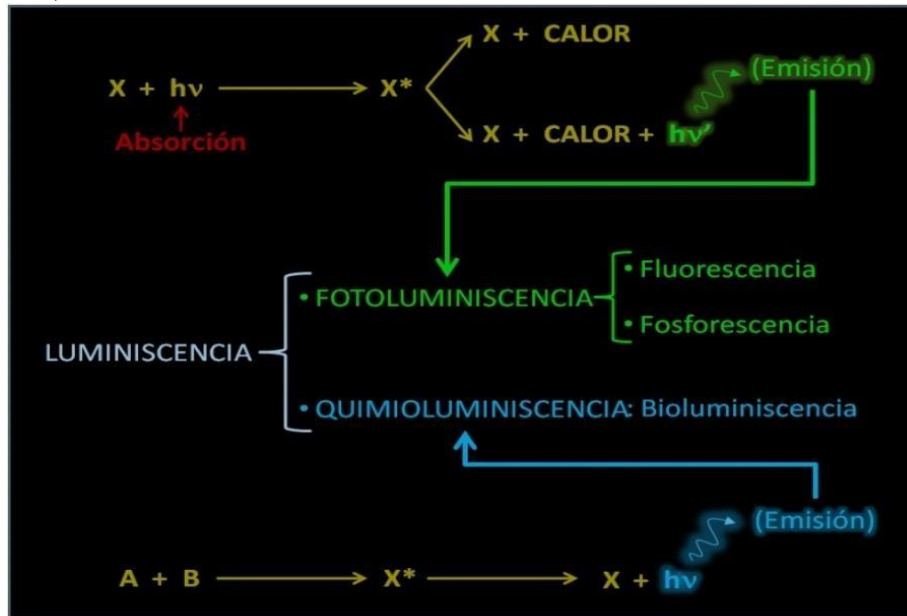 X + CALOR
(Emisión)
X + hν → X*
X + CALOR + hν’
Absorción
• Fluorescencia
• FOTOLUMINISCENCIA
• Fosforescencia
LUMINISCENCIA
• QUIMIOLUMINISCENCIA: Bioluminiscencia
(Emisión)
A + B → X* → X + hν